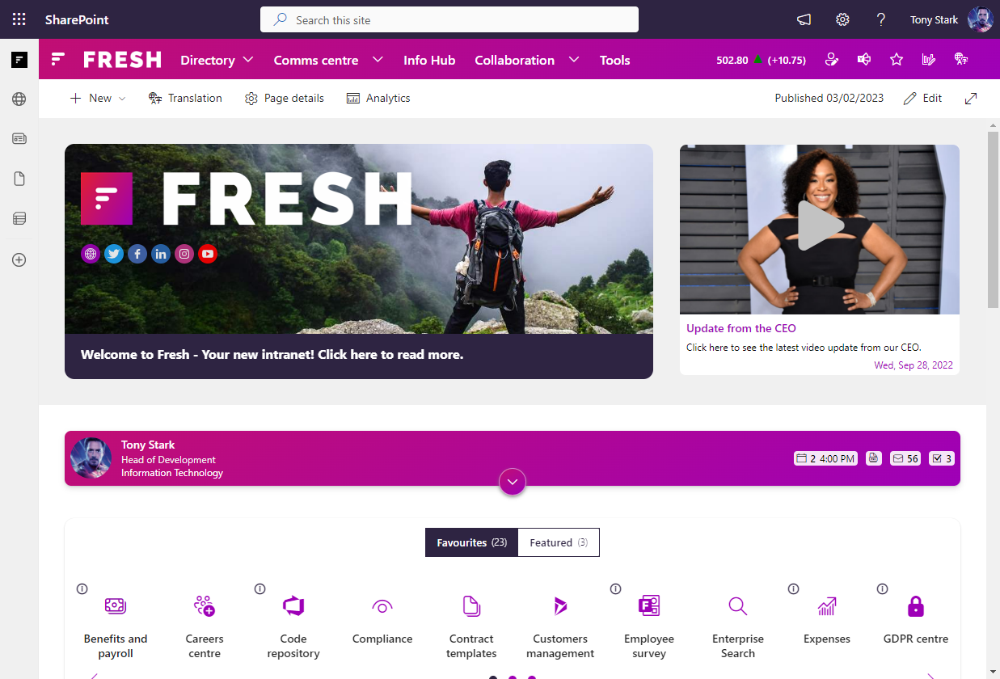 SharePoint
Search this site
Tony Stark
FRESH
Directory
Comms centre
Info Hub
Collaboration
Tools
502.80 (+10.75)
New
Translation
Page details
Analytics
Published 03/02/2023
Edit
FRESH
Welcome to Fresh - Your new intranet! Click here to read more.
Update from the CEO
Click here to see the latest video update from our CEO.
Wed, Sep 28, 2022
Tony Stark
Head of Development
Information Technology
2 4:00 PM
56
3
Favourites (23)
Featured (3)
Benefits and
payroll
Careers
centre
Code
repository
Compliance
Contract
templates
Customers
management
Employee
survey
Enterprise
Search
Expenses
GDPR centre